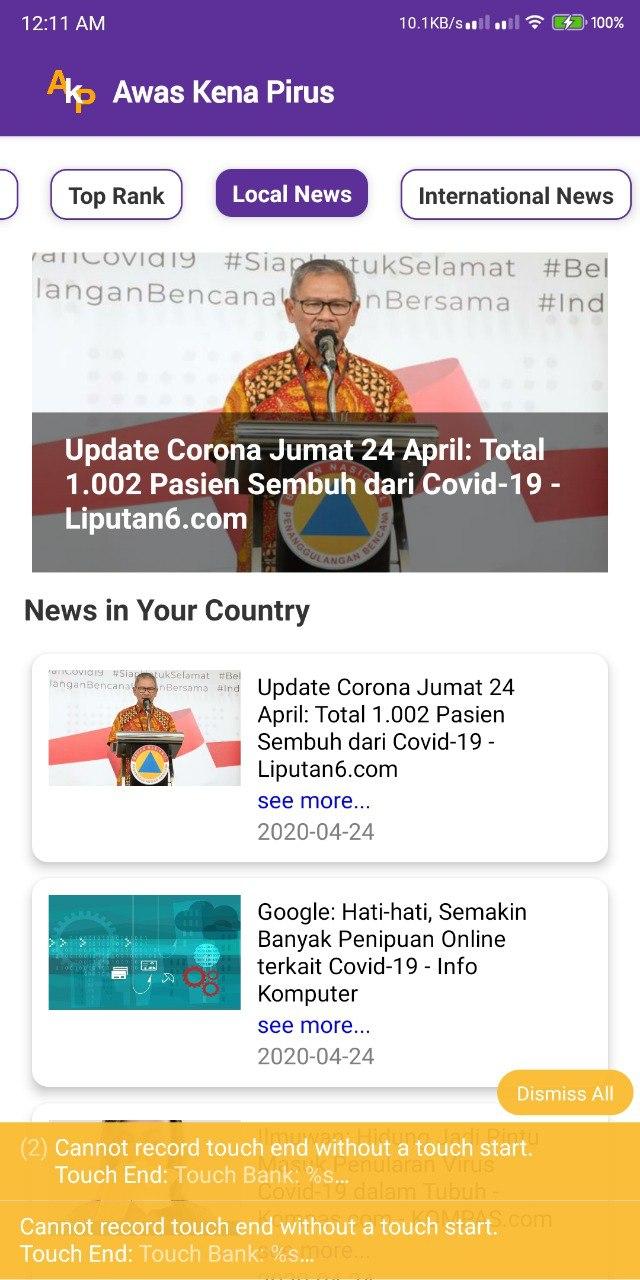 12:11 AM
10.1KB/s
100%
AkP Awas Kena Pirus
Top Rank
Local News
International News
#SiapUntukSelamat #Bel
langanBencana nBersama #Ind
Update Corona Jumat 24 April: Total
1.002 Pasien Sembuh dari Covid-19 -
Liputan6.com
PENANGGULANGAN BENCANA
News in Your Country
Update Corona Jumat 24
April: Total 1.002 Pasien
Sembuh dari Covid-19 -
Liputan6.com
see more...
2020-04-24
Google: Hati-hati, Semakin
Banyak Penipuan Online
terkait Covid-19 - Info
Komputer
see more...
2020-04-24
Dismiss All
Ilmuwan: Hidung Jadi Pintu
Masuk Penularan Virus
Covid-19 dalam Tubuh -
Kompas.com - KOMPAS.com
see more...
(2) Cannot record touch end without a touch start.
Touch End: Touch Bank: %s...
Cannot record touch end without a touch start.
Touch End: Touch Bank: %s...